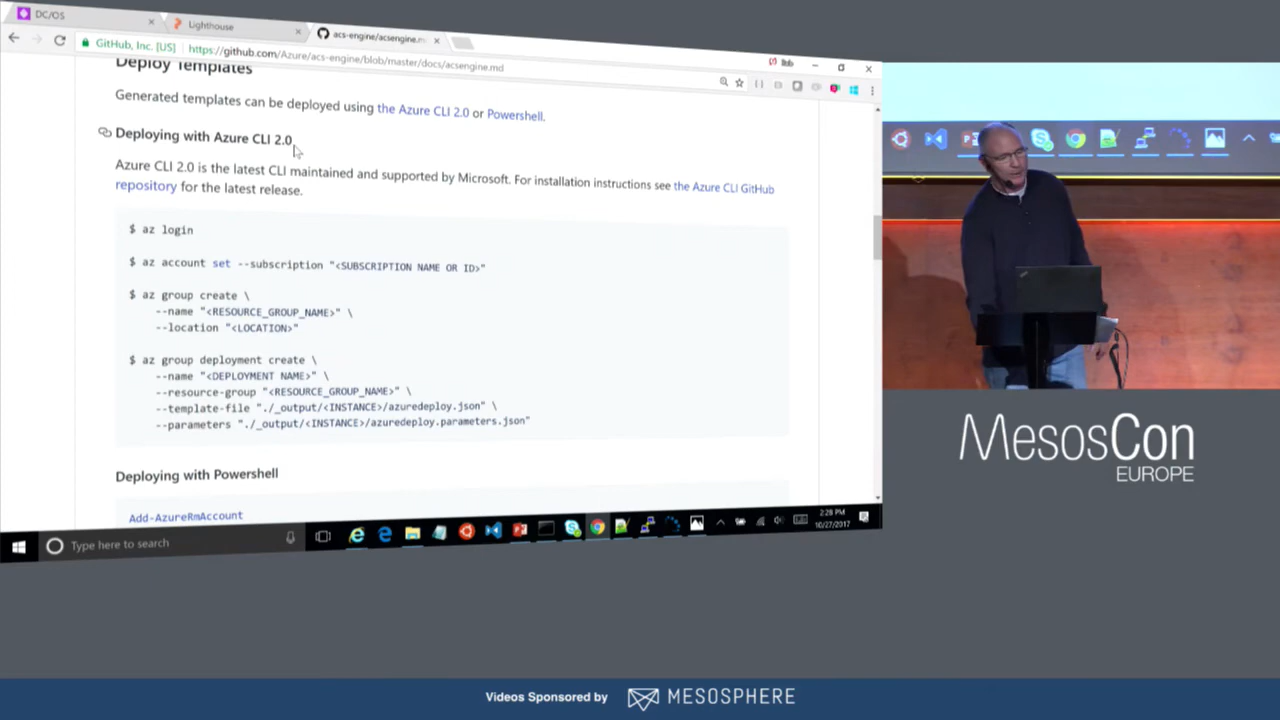 DC/OS
Lighthouse
acs-engine/acsengine.m
GitHub, Inc. [US]
https://github.com/Azure/acs-engine/blob/master/docs/acsengine.md
Deploy Templates
Generated templates can be deployed using the Azure CLI 2.0 or Powershell.
Deploying with Azure CLI 2.0
Azure CLI 2.0 is the latest CLI maintained and supported by Microsoft. For installation instructions see the Azure CLI GitHub
repository for the latest release.
$ az login
$ az account set --subscription "<SUBSCRIPTION NAME OR ID>"
$ az group create \
--name "<RESOURCE_GROUP_NAME>" \
--location "<LOCATION>"
$ az group deployment create \
--name "<DEPLOYMENT NAME>" \
--resource-group "<RESOURCE_GROUP_NAME>" \
--template-file "./_output/<INSTANCE>/azuredeploy.json" \
--parameters "./_output/<INSTANCE>/azuredeploy.parameters.json"
Deploying with Powershell
Add-AzureRmAccount
Type here to search
2:28 PM
10/27/2017
MesosCon
EUROPE
Videos Sponsored by
MESOSPHERE